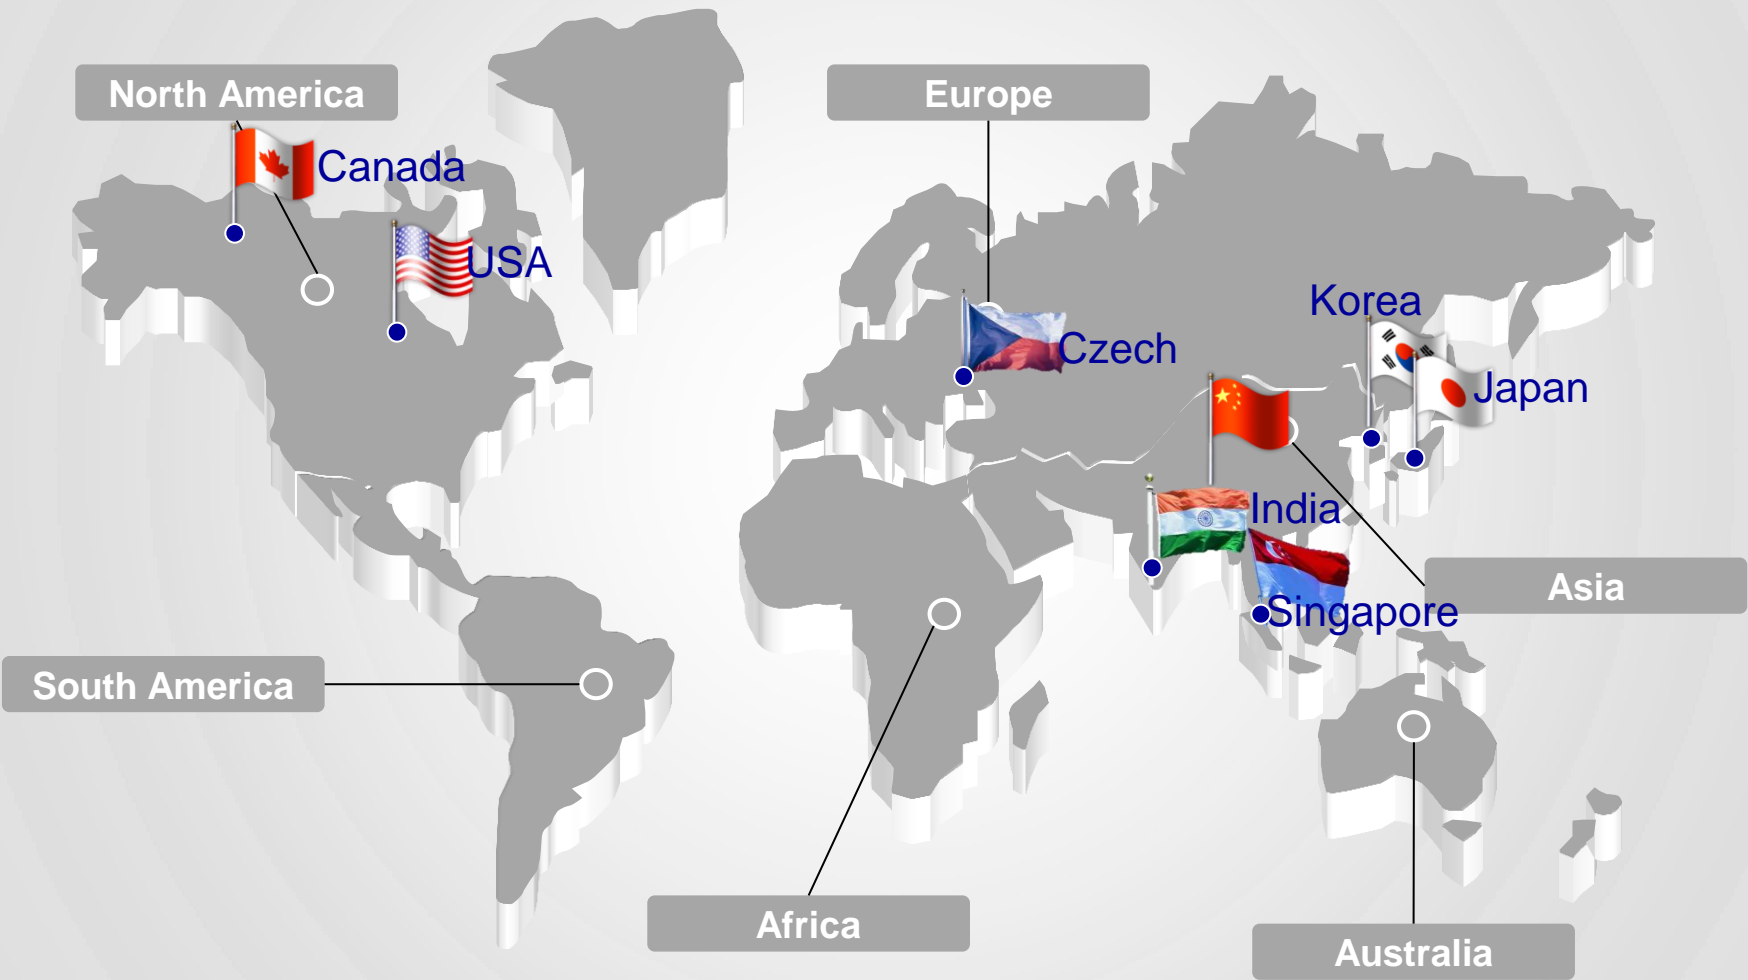 North America
Europe
Canada
USA
Korea
Czech
Japan
India
Asia
Singapore
South America
Africa
Australia